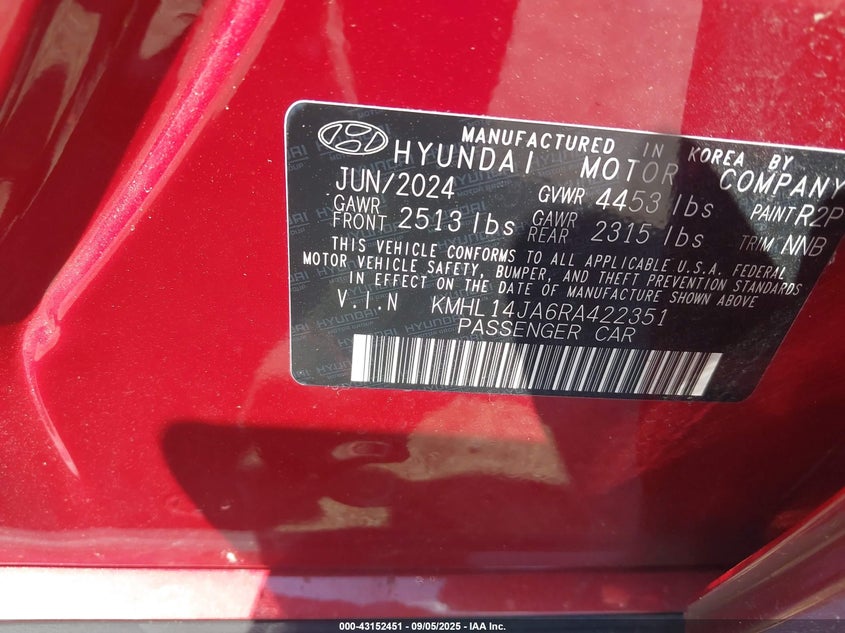 MANUFACTURED IN KOREA BY
HYUNDAI MOTOR COMPANY
JUN/2024 GVWR 4453 lbs PAINT R2P
GAWR FRONT 2513 lbs GAWR REAR 2315 lbs TRIM NNB
THIS VEHICLE CONFORMS TO ALL APPLICABLE U.S.A. FEDERAL
MOTOR VEHICLE SAFETY, BUMPER, AND THEFT PREVENTION STANDARDS
IN EFFECT ON THE DATE OF MANUFACTURE SHOWN ABOVE
V.I.N KMHL14JA6RA422351
PASSENGER CAR
000-43152451 - 09/05/2025 - IAA Inc.